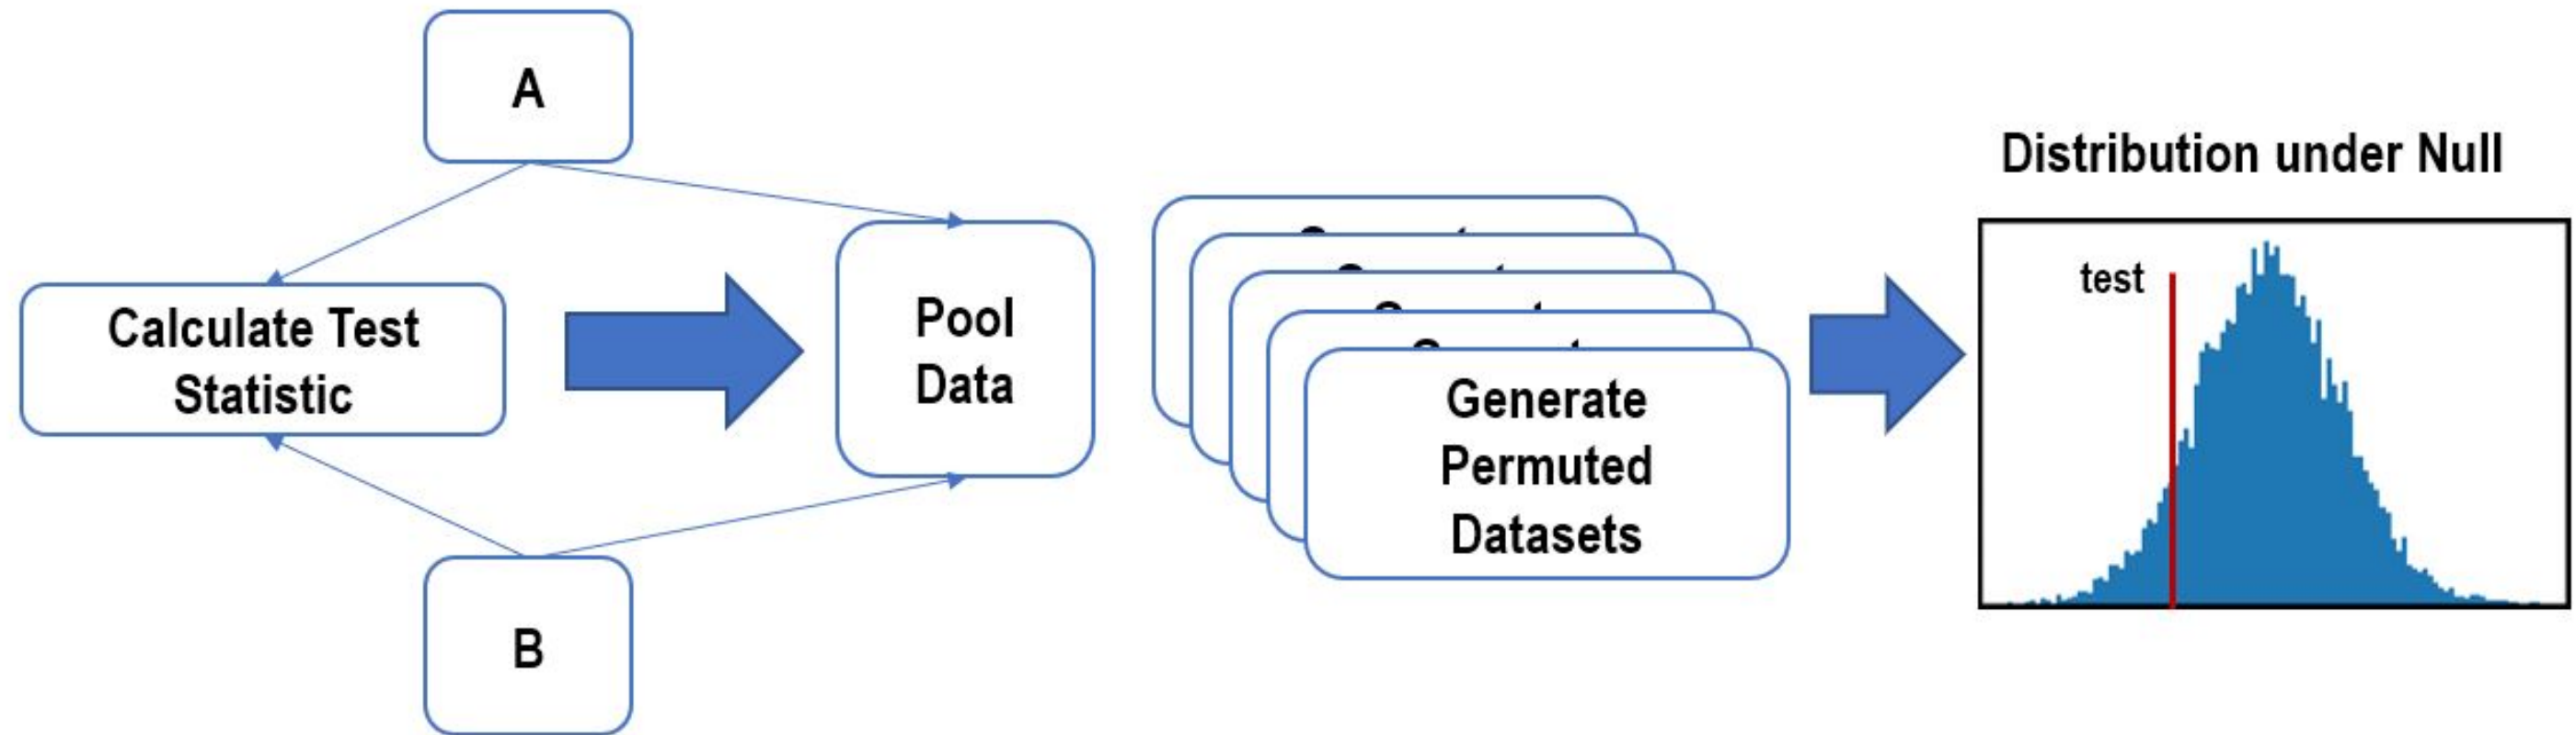 A
Calculate Test
Statistic
B
Pool
Data
Generate
Permuted
Datasets
Distribution under Null
test